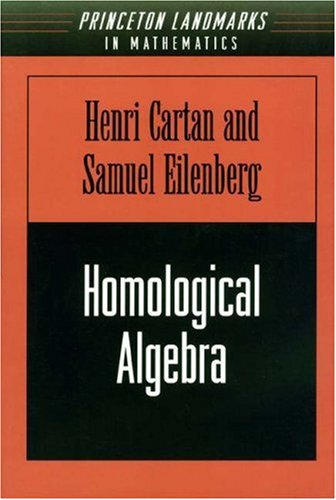 PRINCETON LANDMARKS
IN MATHEMATICS
Henri Cartan and
Samuel Eilenberg
Homological
Algebra